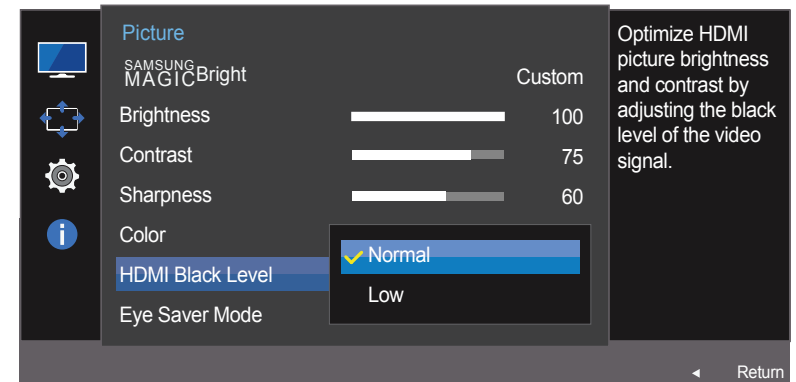 Picture
SAMSUNG
MAGICBright Custom
Brightness 100
Contrast 75
Sharpness 60
Color
HDMI Black Level
Normal
Low
Eye Saver Mode
Optimize HDMI
picture brightness
and contrast by
adjusting the black
level of the video
signal.
Return